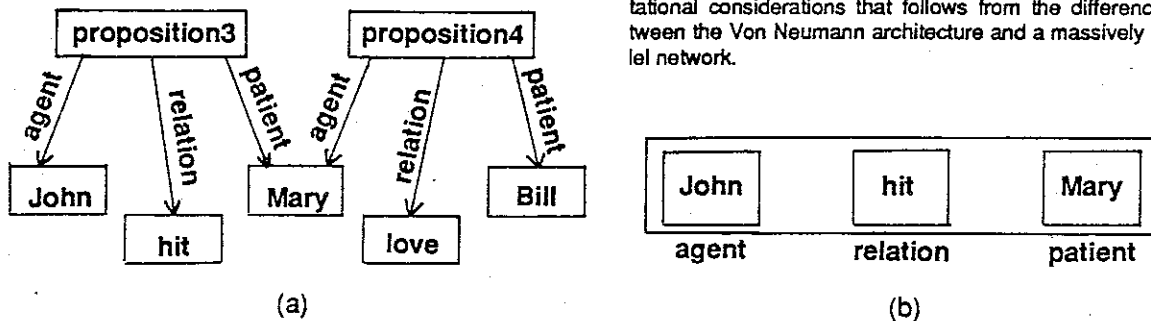 tational considerations that follows from the differenc
tween the Von Neumann architecture and a massively
lel network.
proposition3 proposition4
agent relation patient agent relation patient
John Mary Bill
hit love
(a)
John hit Mary
agent relation patient
(b)